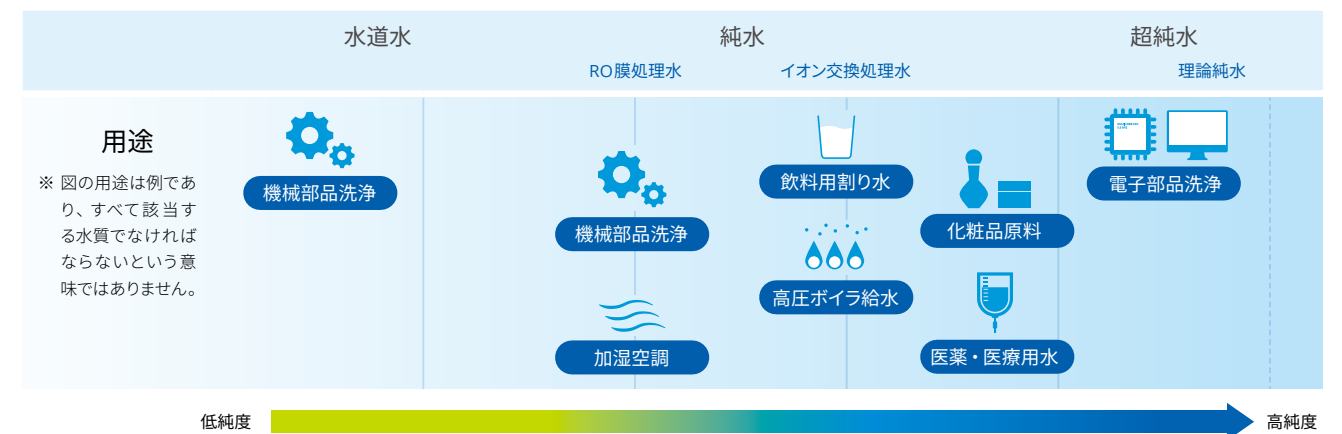 水道水
純水
超純水
RO膜処理水
イオン交換処理水
理論純水
用途
※ 図の用途は例であ
り、すべて該当す
る水質でなければ
ならないという意
味ではありません。
機械部品洗浄
機械部品洗浄
加湿空調
飲料用割り水
高圧ボイラ給水
化粧品原料
医薬・医療用水
電子部品洗浄
低純度
高純度